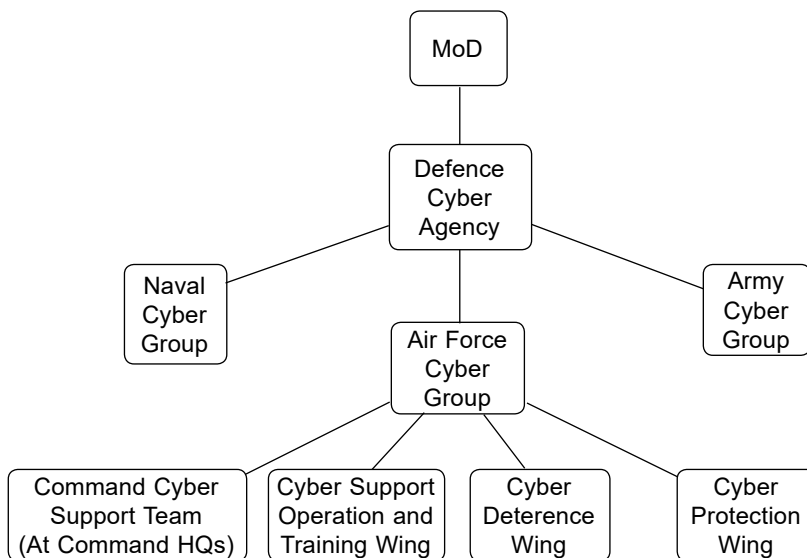 MoD
Defence
Cyber
Agency
Naval
Cyber
Group
Air Force
Cyber
Group
Army
Cyber
Group
Command Cyber
Support Team
(At Command HQs)
Cyber Support
Operation and
Training Wing
Cyber
Deterence
Wing
Cyber
Protection
Wing